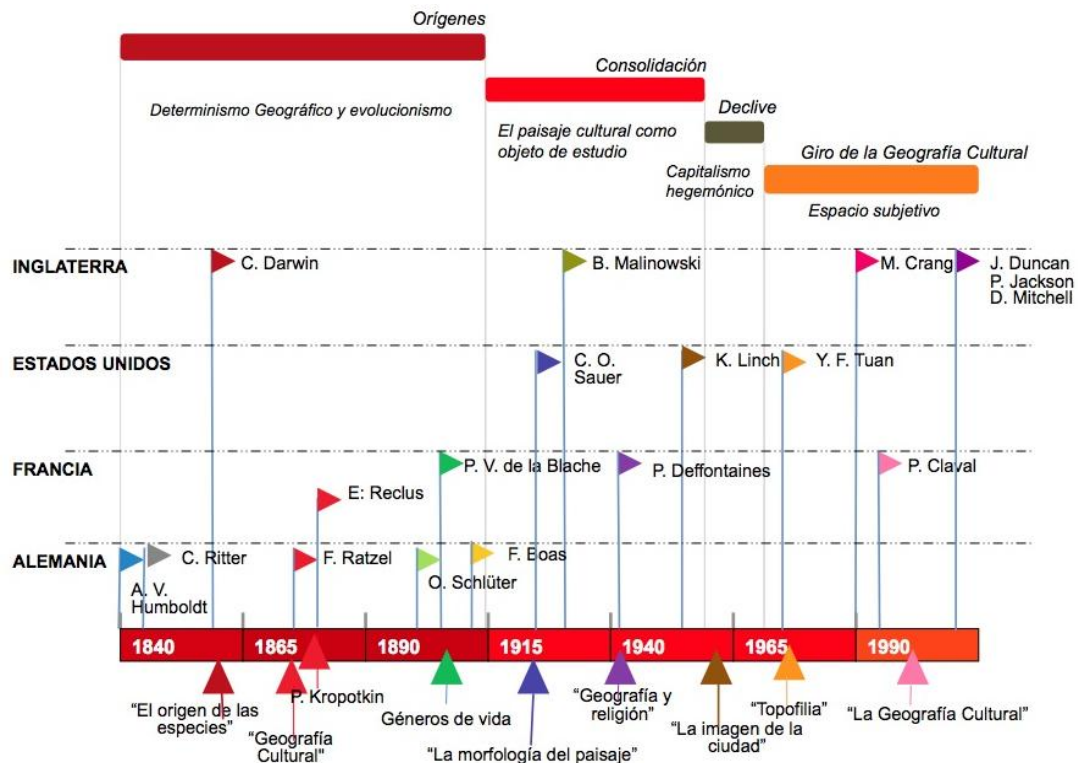 Orígenes
Consolidación
Determinismo Geográfico y evolucionismo
El paisaje cultural como
objeto de estudio
Declive
Capitalismo
hegemónico
Giro de la Geografía Cultural
Espacio subjetivo
INGLATERRA
C. Darwin
B. Malinowski
M. Crang
J. Duncan
P. Jackson
D. Mitchell
ESTADOS UNIDOS
C. O.
Sauer
K. Linch
Y. F. Tuan
FRANCIA
P. V. de la Blache
E: Reclus
P. Deffontaines
P. Claval
ALEMANIA
A. V.
Humboldt
C. Ritter
F. Ratzel
O. Schlüter
F. Boas
1840
1865
1890
1915
1940
1965
1990
"El origen de las
especies"
"Geografía
Cultural"
P. Kropotkin
Géneros de vida
"La morfología del paisaje"
"Geografía y
religión"
"La imagen de la
ciudad"
"Topofilia"
"La Geografía Cultural"